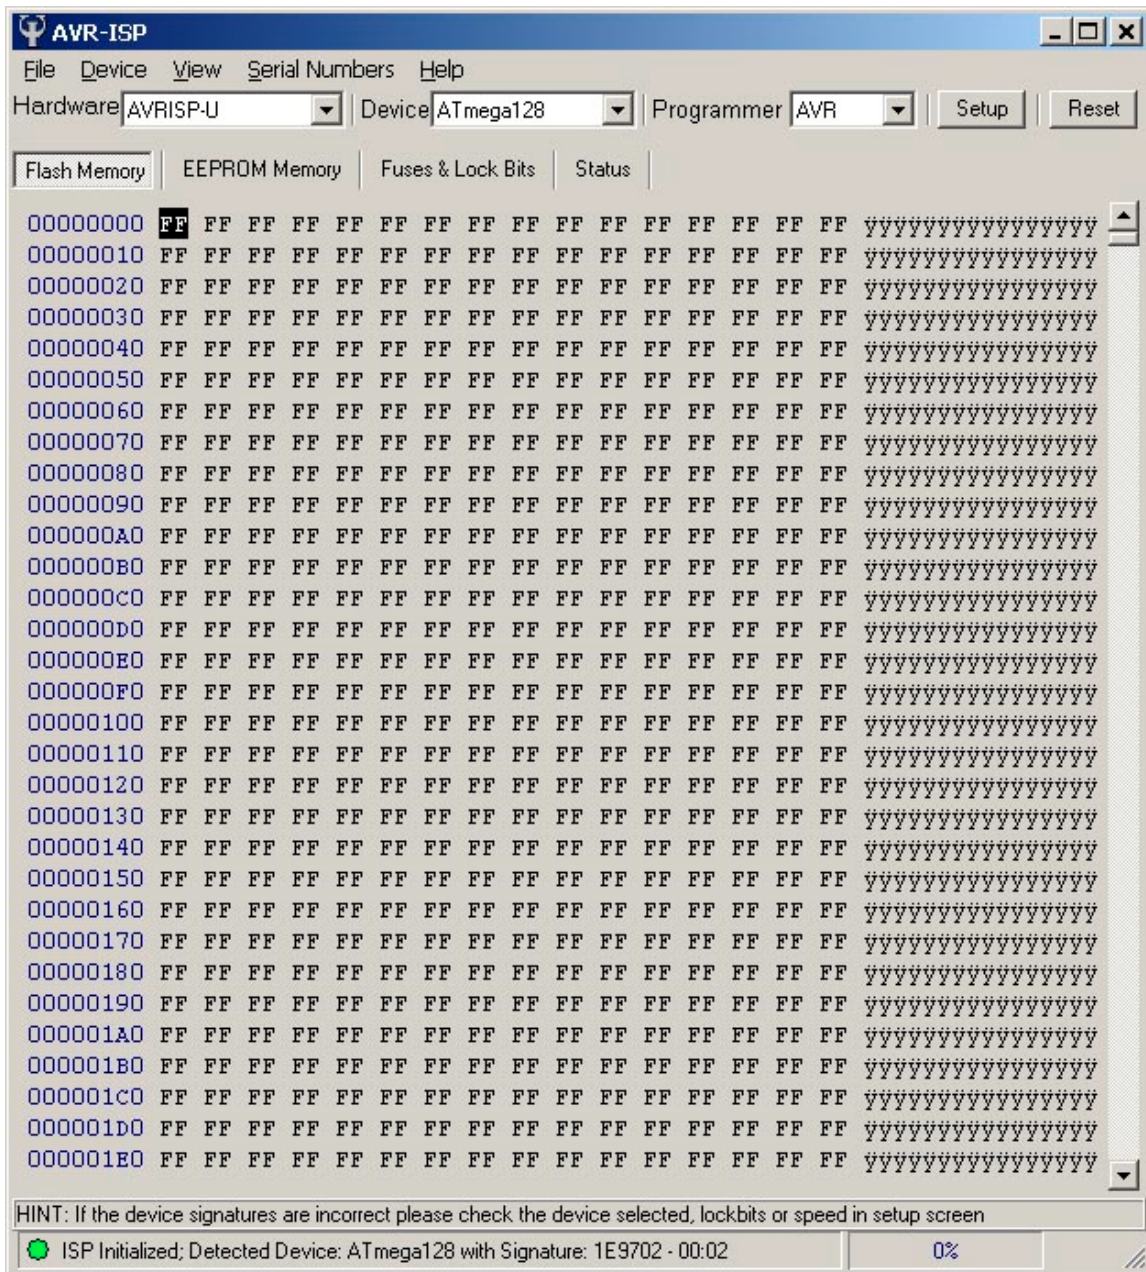 AVR-ISP
File Device View Serial Numbers Help
Hardware AVRISP-U Device ATmega128 Programmer AVR Setup Reset
Flash Memory EEPROM Memory Fuses & Lock Bits Status
00000000 FF FF FF FF FF FF FF FF FF FF FF FF FF FF FF FF ÿÿÿÿÿÿÿÿÿÿÿÿÿÿÿÿ
00000010 FF FF FF FF FF FF FF FF FF FF FF FF FF FF FF FF ÿÿÿÿÿÿÿÿÿÿÿÿÿÿÿÿ
00000020 FF FF FF FF FF FF FF FF FF FF FF FF FF FF FF FF ÿÿÿÿÿÿÿÿÿÿÿÿÿÿÿÿ
00000030 FF FF FF FF FF FF FF FF FF FF FF FF FF FF FF FF ÿÿÿÿÿÿÿÿÿÿÿÿÿÿÿÿ
00000040 FF FF FF FF FF FF FF FF FF FF FF FF FF FF FF FF ÿÿÿÿÿÿÿÿÿÿÿÿÿÿÿÿ
00000050 FF FF FF FF FF FF FF FF FF FF FF FF FF FF FF FF ÿÿÿÿÿÿÿÿÿÿÿÿÿÿÿÿ
00000060 FF FF FF FF FF FF FF FF FF FF FF FF FF FF FF FF ÿÿÿÿÿÿÿÿÿÿÿÿÿÿÿÿ
00000070 FF FF FF FF FF FF FF FF FF FF FF FF FF FF FF FF ÿÿÿÿÿÿÿÿÿÿÿÿÿÿÿÿ
00000080 FF FF FF FF FF FF FF FF FF FF FF FF FF FF FF FF ÿÿÿÿÿÿÿÿÿÿÿÿÿÿÿÿ
00000090 FF FF FF FF FF FF FF FF FF FF FF FF FF FF FF FF ÿÿÿÿÿÿÿÿÿÿÿÿÿÿÿÿ
000000A0 FF FF FF FF FF FF FF FF FF FF FF FF FF FF FF FF ÿÿÿÿÿÿÿÿÿÿÿÿÿÿÿÿ
000000B0 FF FF FF FF FF FF FF FF FF FF FF FF FF FF FF FF ÿÿÿÿÿÿÿÿÿÿÿÿÿÿÿÿ
000000C0 FF FF FF FF FF FF FF FF FF FF FF FF FF FF FF FF ÿÿÿÿÿÿÿÿÿÿÿÿÿÿÿÿ
000000D0 FF FF FF FF FF FF FF FF FF FF FF FF FF FF FF FF ÿÿÿÿÿÿÿÿÿÿÿÿÿÿÿÿ
000000E0 FF FF FF FF FF FF FF FF FF FF FF FF FF FF FF FF ÿÿÿÿÿÿÿÿÿÿÿÿÿÿÿÿ
000000F0 FF FF FF FF FF FF FF FF FF FF FF FF FF FF FF FF ÿÿÿÿÿÿÿÿÿÿÿÿÿÿÿÿ
00000100 FF FF FF FF FF FF FF FF FF FF FF FF FF FF FF FF ÿÿÿÿÿÿÿÿÿÿÿÿÿÿÿÿ
00000110 FF FF FF FF FF FF FF FF FF FF FF FF FF FF FF FF ÿÿÿÿÿÿÿÿÿÿÿÿÿÿÿÿ
00000120 FF FF FF FF FF FF FF FF FF FF FF FF FF FF FF FF ÿÿÿÿÿÿÿÿÿÿÿÿÿÿÿÿ
00000130 FF FF FF FF FF FF FF FF FF FF FF FF FF FF FF FF ÿÿÿÿÿÿÿÿÿÿÿÿÿÿÿÿ
00000140 FF FF FF FF FF FF FF FF FF FF FF FF FF FF FF FF ÿÿÿÿÿÿÿÿÿÿÿÿÿÿÿÿ
00000150 FF FF FF FF FF FF FF FF FF FF FF FF FF FF FF FF ÿÿÿÿÿÿÿÿÿÿÿÿÿÿÿÿ
00000160 FF FF FF FF FF FF FF FF FF FF FF FF FF FF FF FF ÿÿÿÿÿÿÿÿÿÿÿÿÿÿÿÿ
00000170 FF FF FF FF FF FF FF FF FF FF FF FF FF FF FF FF ÿÿÿÿÿÿÿÿÿÿÿÿÿÿÿÿ
00000180 FF FF FF FF FF FF FF FF FF FF FF FF FF FF FF FF ÿÿÿÿÿÿÿÿÿÿÿÿÿÿÿÿ
00000190 FF FF FF FF FF FF FF FF FF FF FF FF FF FF FF FF ÿÿÿÿÿÿÿÿÿÿÿÿÿÿÿÿ
000001A0 FF FF FF FF FF FF FF FF FF FF FF FF FF FF FF FF ÿÿÿÿÿÿÿÿÿÿÿÿÿÿÿÿ
000001B0 FF FF FF FF FF FF FF FF FF FF FF FF FF FF FF FF ÿÿÿÿÿÿÿÿÿÿÿÿÿÿÿÿ
000001C0 FF FF FF FF FF FF FF FF FF FF FF FF FF FF FF FF ÿÿÿÿÿÿÿÿÿÿÿÿÿÿÿÿ
000001D0 FF FF FF FF FF FF FF FF FF FF FF FF FF FF FF FF ÿÿÿÿÿÿÿÿÿÿÿÿÿÿÿÿ
000001E0 FF FF FF FF FF FF FF FF FF FF FF FF FF FF FF FF ÿÿÿÿÿÿÿÿÿÿÿÿÿÿÿÿ
HINT: If the device signatures are incorrect please check the device selected, lockbits or speed in setup screen
ISP Initialized; Detected Device: ATmega128 with Signature: 1E9702 - 00:02 0%